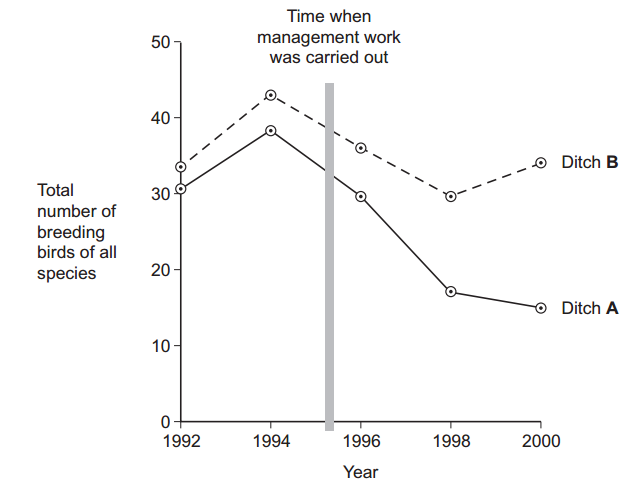 Time when
management work
was carried out
50
40
30
20
10
0
Total
number of
breeding
birds of all
species
Ditch B
Ditch A
1992
1994
1996
1998
2000
Year